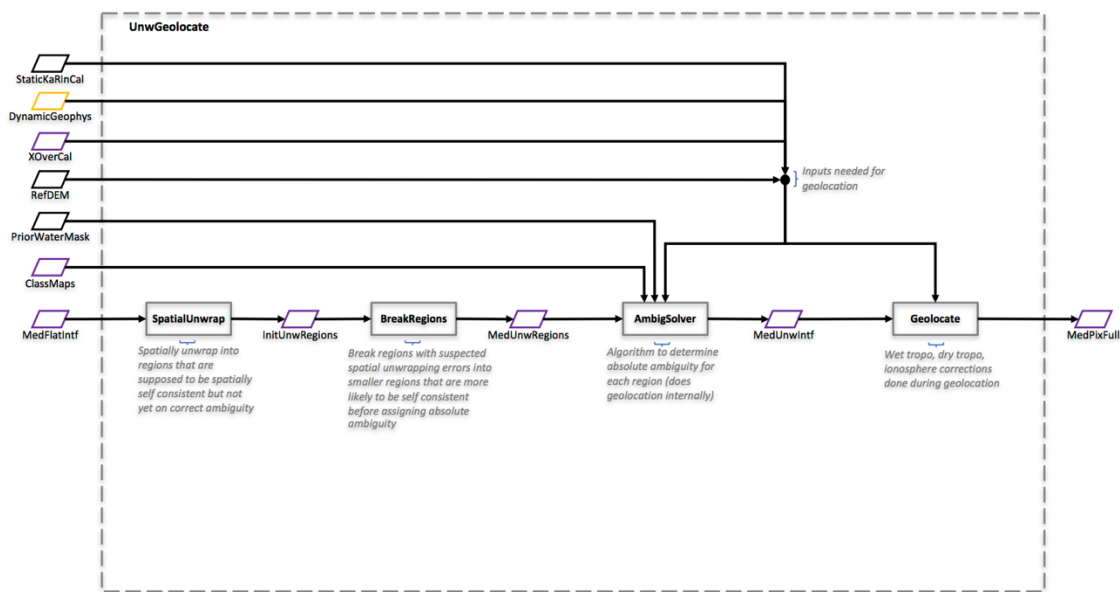 UnwGeolocate
StaticKaRInCal
DynamicGeophys
XOverCal
RefDEM
Inputs needed for
geolocation
PriorWaterMask
ClassMaps
MedFlatIntf
SpatialUnwrap
InitUnwRegions
BreakRegions
MedUnwRegions
AmbigSolver
MedUnwIntf
Geolocate
MedPixFull
Spatially unwrap into
regions that are
supposed to be spatially
self consistent but not
yet on correct ambiguity
Break regions with suspected
spatial unwrapping errors into
smaller regions that are more
likely to be self consistent
before assigning absolute
ambiguity
Algorithm to determine
absolute ambiguity for
each region (does
geolocation internally)
Wet tropo, dry tropo,
ionosphere corrections
done during geolocation